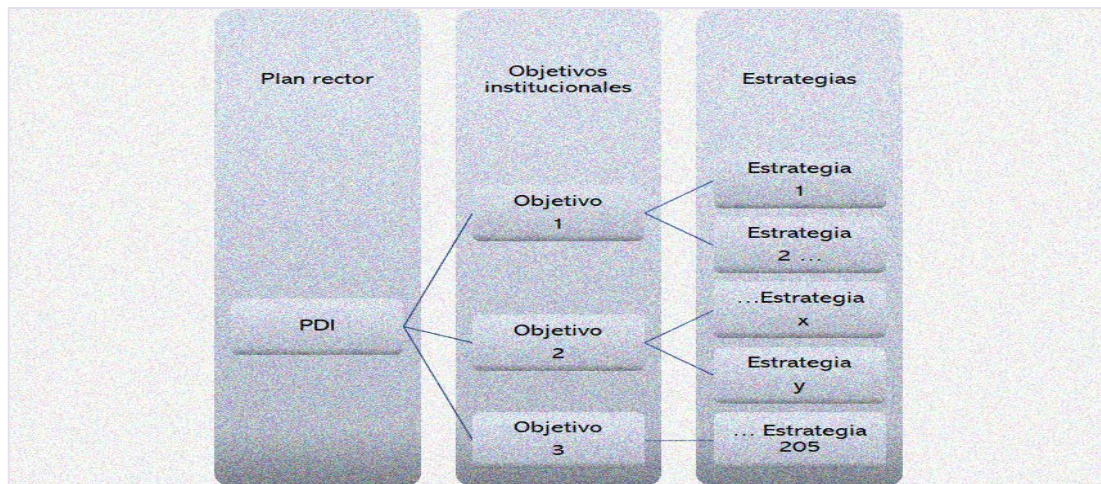 Plan rector
Objetivos
institucionales
Estrategias
PDI
Objetivo
1
Objetivo
2
Objetivo
3
Estrategia
1
Estrategia
2 ...
...Estrategia
x
Estrategia
y
... Estrategia
205